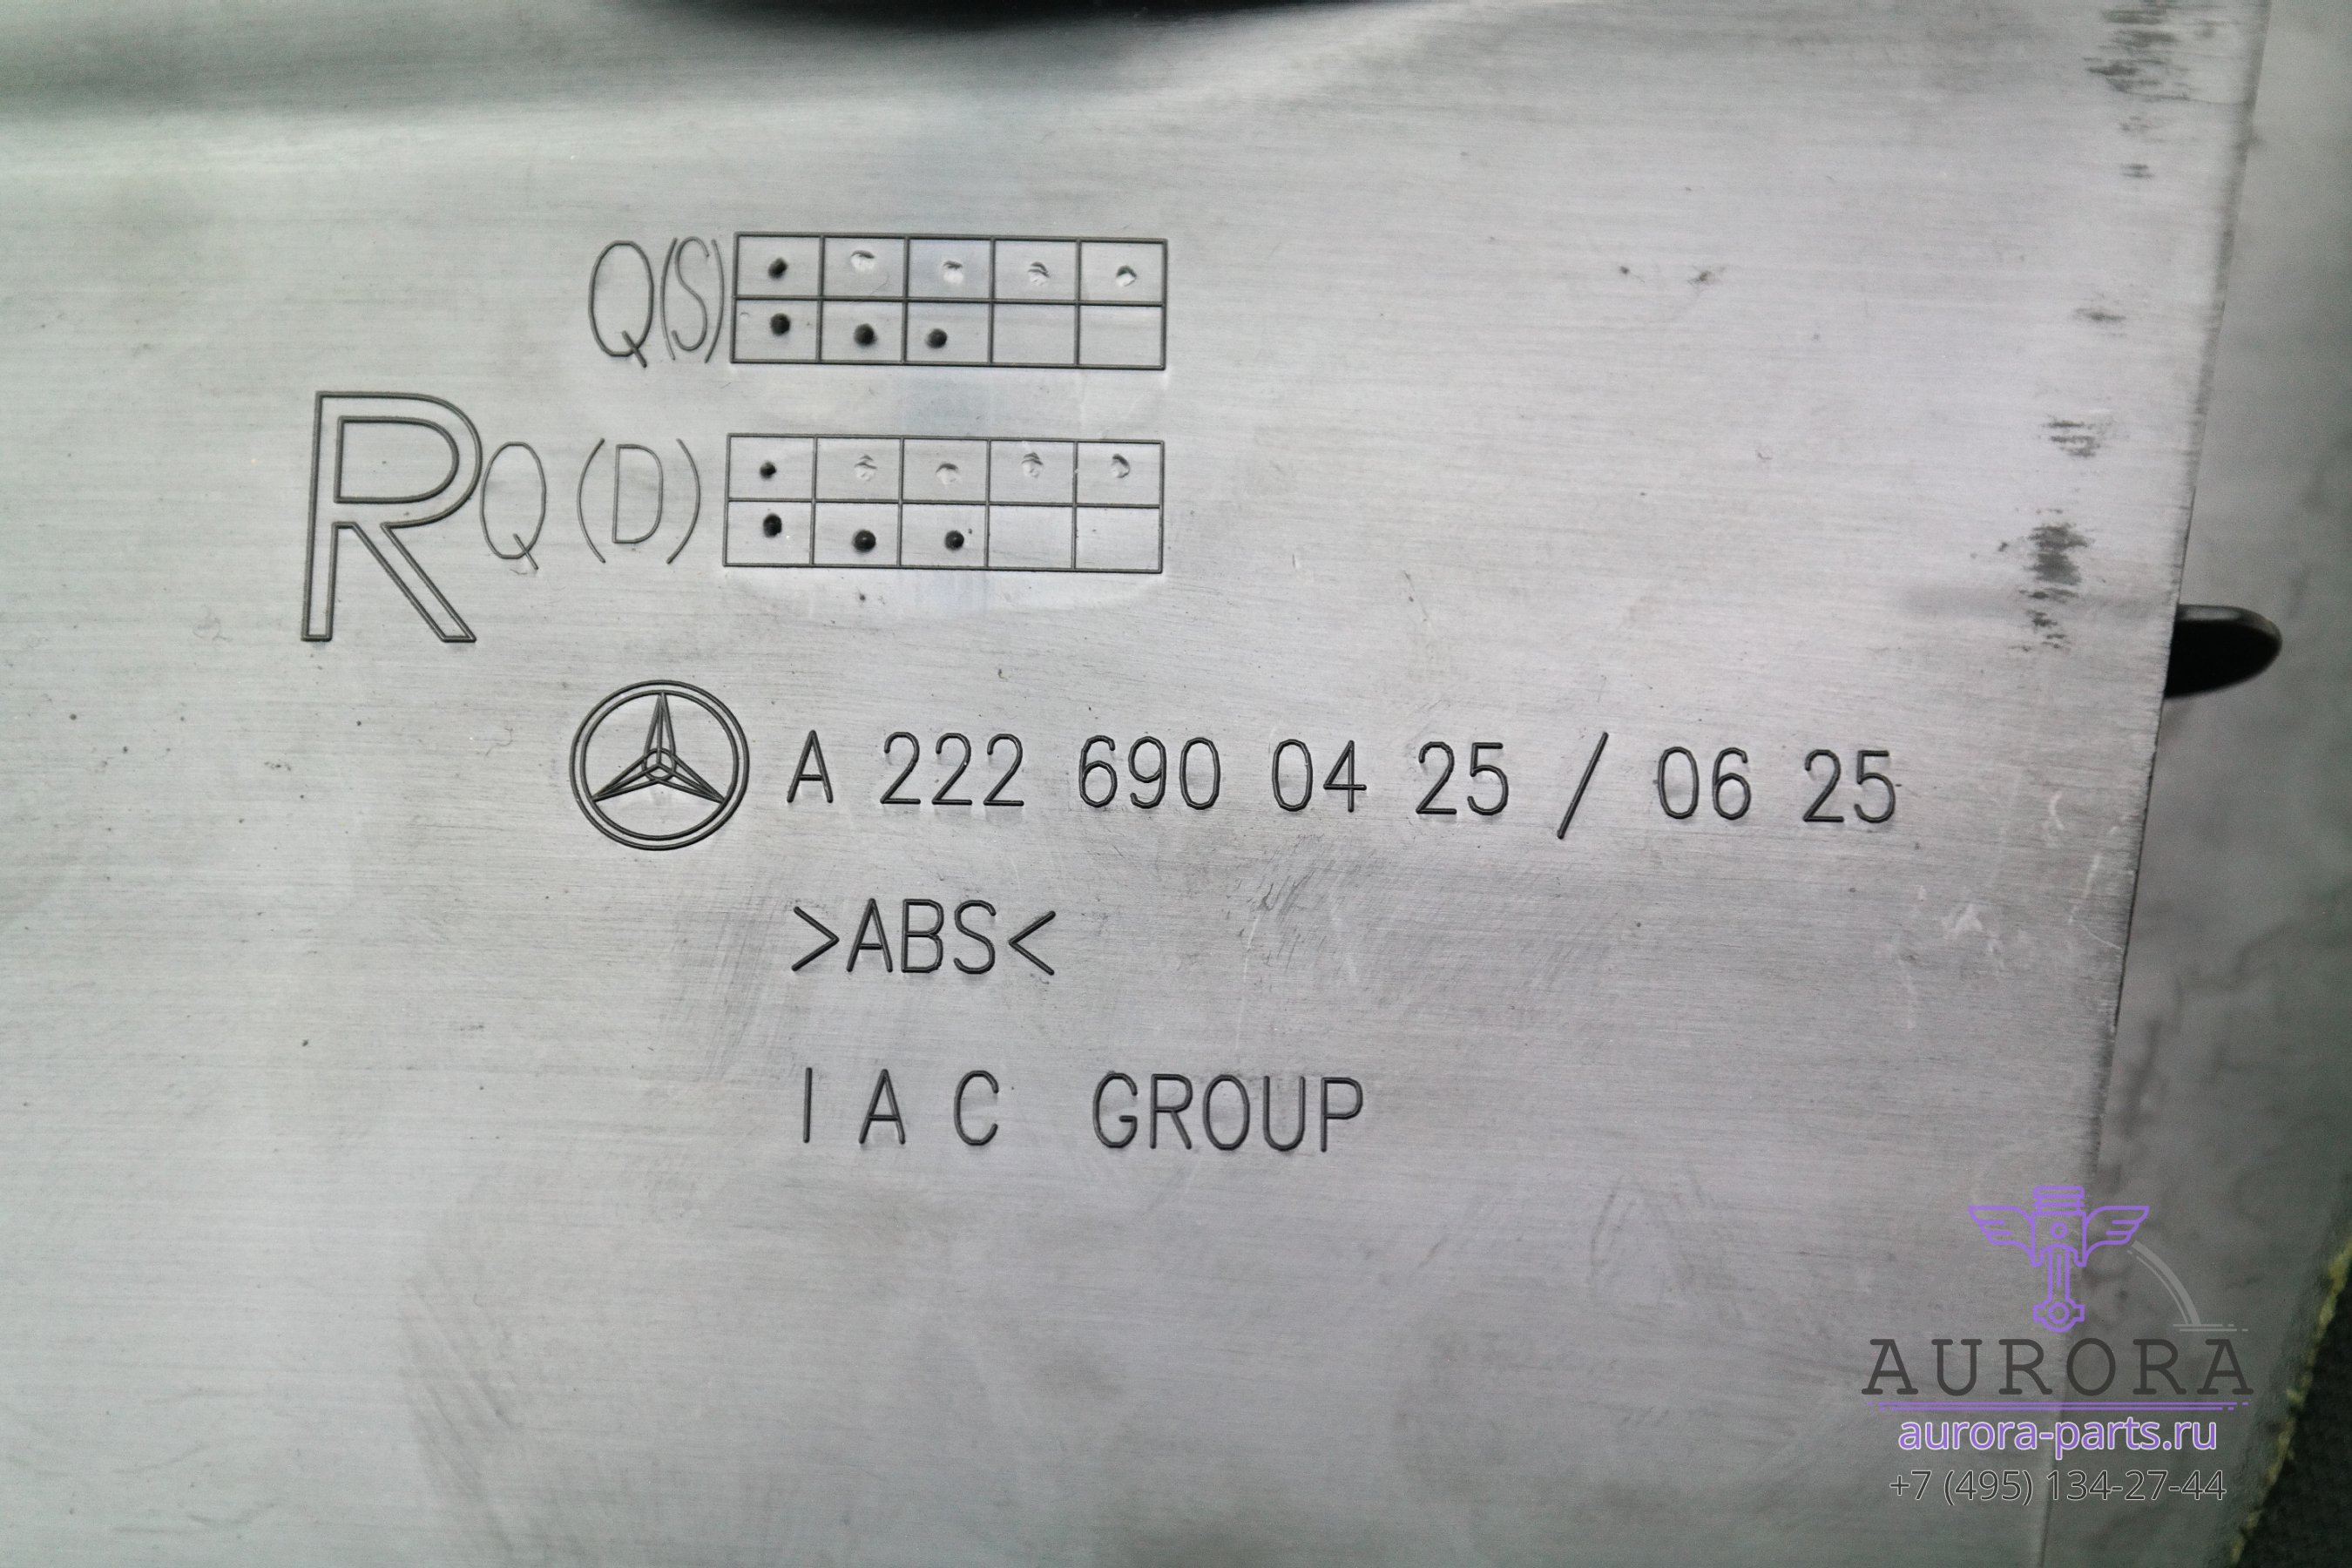 Q(S)
R
Q (D)
A 222 690 04 25 / 06 25
>ABS<
I A C GROUP
AURORA
aurora-parts.ru
+7 (495) 134-27-44